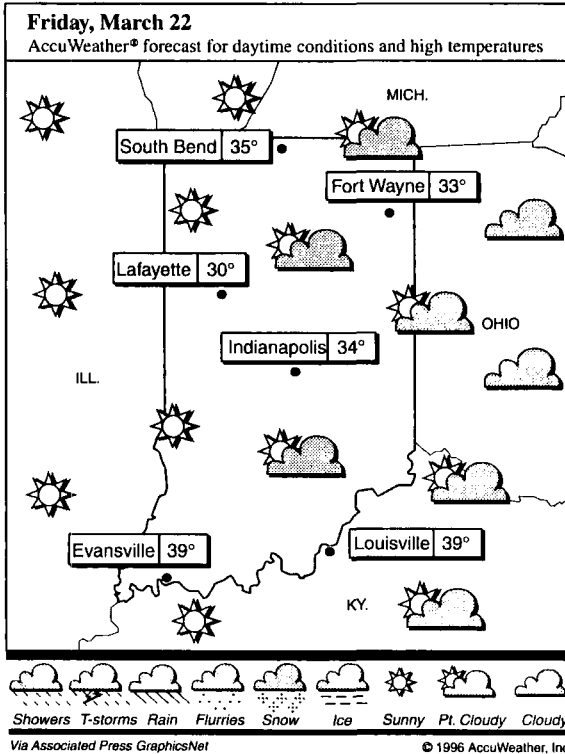 Friday, March 22
AccuWeather® forecast for daytime conditions and high temperatures
MICH.
South Bend 35°
Fort Wayne 33°
Lafayette 30°
OHIO
Indianapolis 34°
ILL.
Evansville 39°
Louisville 39°
KY.
Showers T-storms Rain Flurries Snow Ice Sunny Pt. Cloudy Cloudy
Via Associated Press GraphicsNet © 1996 AccuWeather, Inc